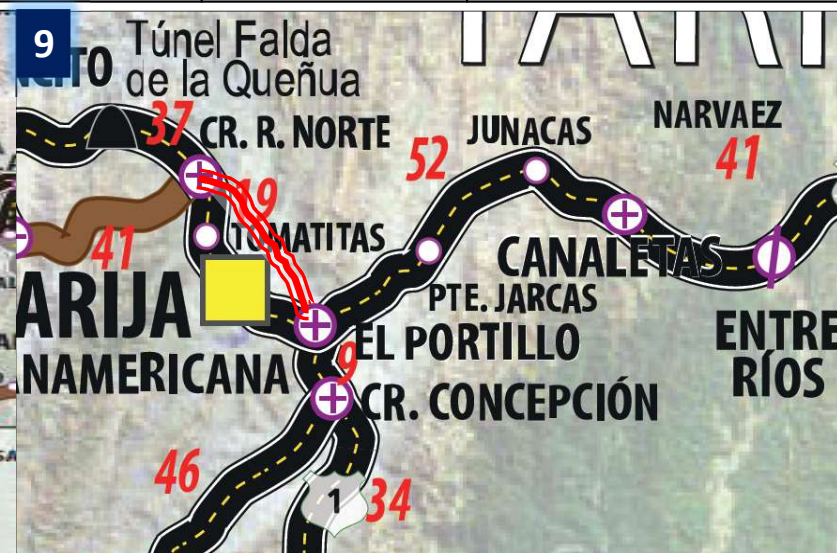 9
Túnel Falda
de la Queñua
TARI
37
CR. R. NORTE
52
JUNACAS
NARVAEZ
41
19
TOMATITAS
41
CANALETAS
ARIJA
PTE. JARCAS
EL PORTILLO
ENTRE
RÍOS
NAMERICANA
9
CR. CONCEPCIÓN
46
1
34